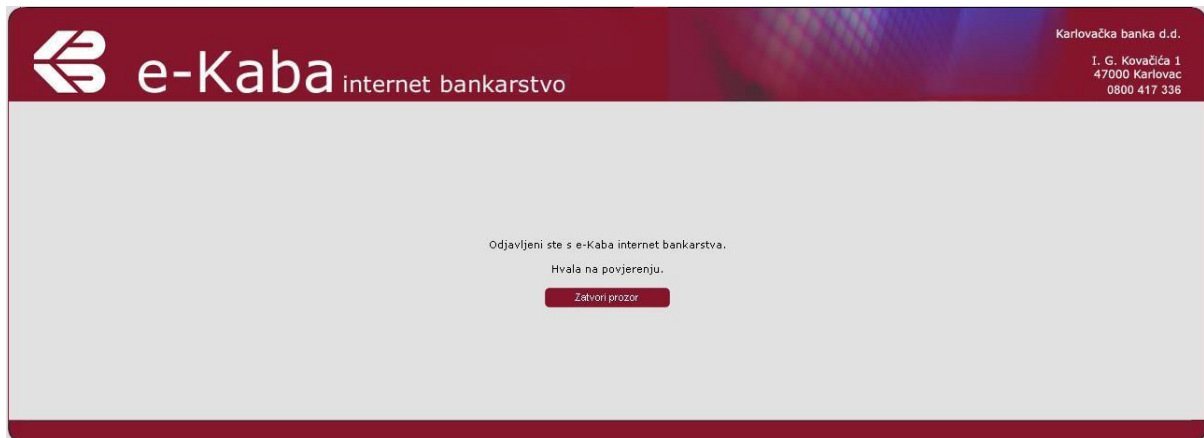 e-Kaba internet bankarstvo
Karlovačka banka d.d.
I. G. Kovačića 1
47000 Karlovac
0800 417 336
Odjavljeni ste s e-Kaba internet bankarstva.
Hvala na povjerenju.
Zatvori prozor